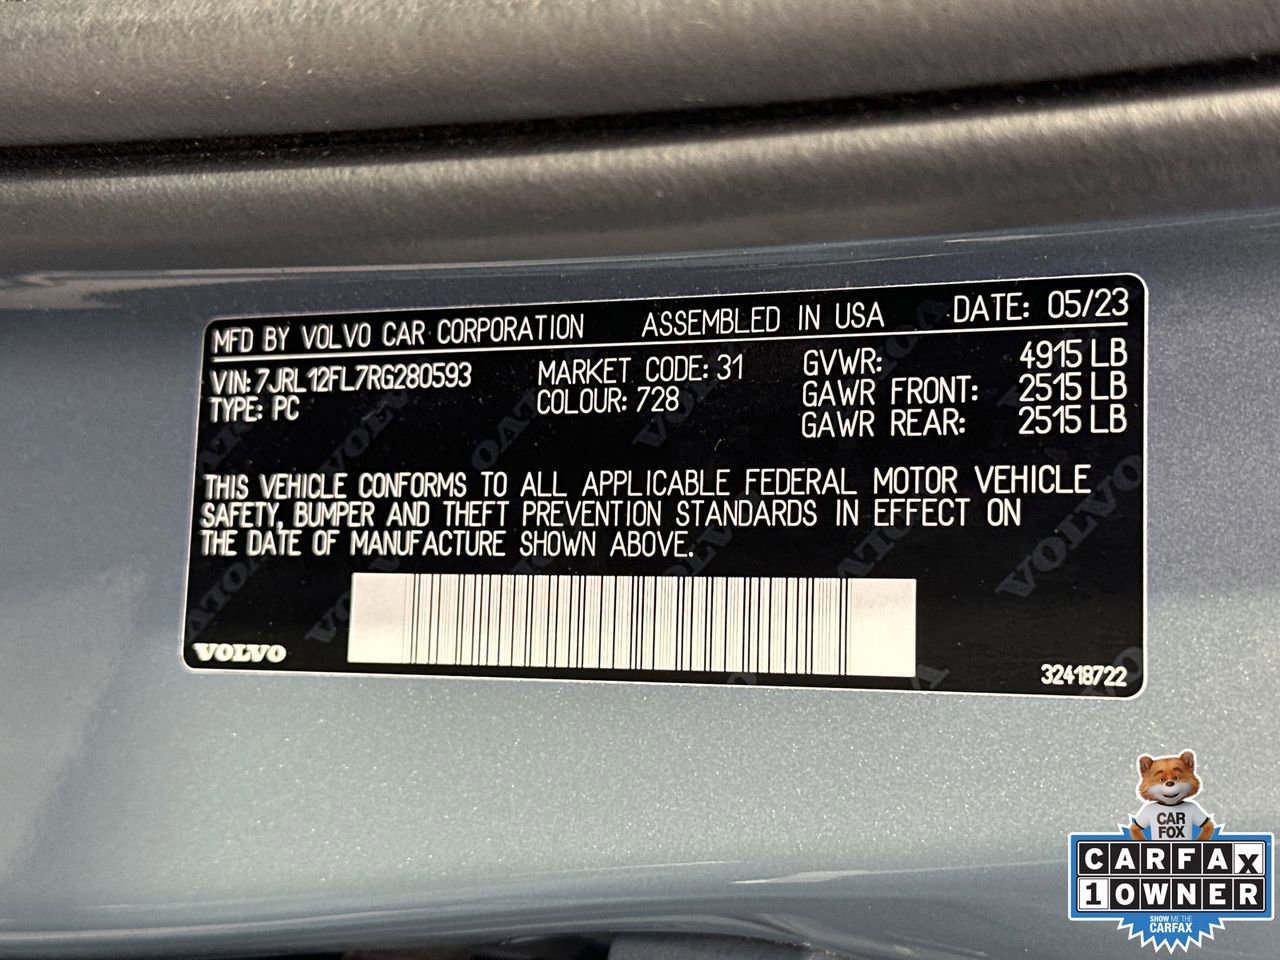 MFD BY VOLVO CAR CORPORATION ASSEMBLED IN USA DATE: 05/23
VIN: 7JRL12FL7RG280593 MARKET CODE: 31 GVWR: 4915 LB
TYPE: PC COLOUR: 728 GAWR FRONT: 2515 LB
GAWR REAR: 2515 LB
THIS VEHICLE CONFORMS TO ALL APPLICABLE FEDERAL MOTOR VEHICLE
SAFETY, BUMPER AND THEFT PREVENTION STANDARDS IN EFFECT ON
THE DATE OF MANUFACTURE SHOWN ABOVE.
VOLVO
32418722
CAR
FOX
CARFAX
1 OWNER
SHOW ME THE
CARFAX